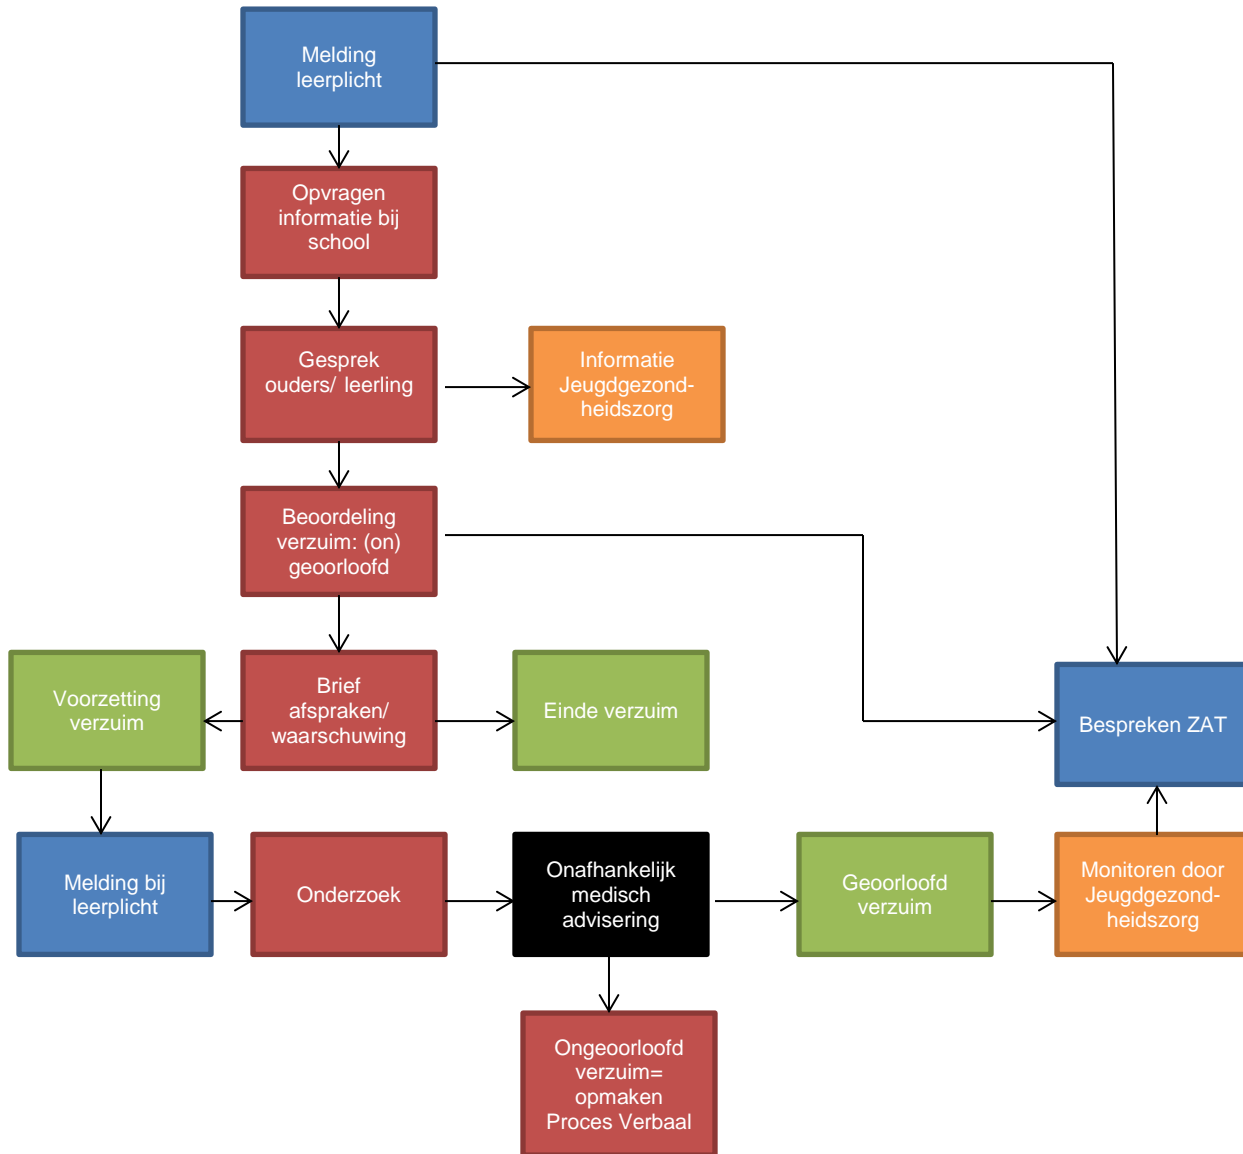 Melding
leerplicht
Opvragen
informatie bij
school
Gesprek
ouders/ leerling
Informatie
Jeugdgezond-
heidszorg
Beoordeling
verzuim: (on)
geoorloofd
Voorzetting
verzuim
Brief
afspraken/
waarschuwing
Einde verzuim
Bespreken ZAT
Melding bij
leerplicht
Onderzoek
Onafhankelijk
medisch
advisering
Geoorloofd
verzuim
Monitoren door
Jeugdgezond-
heidszorg
Ongeoorloofd
verzuim=
opmaken
Proces Verbaal